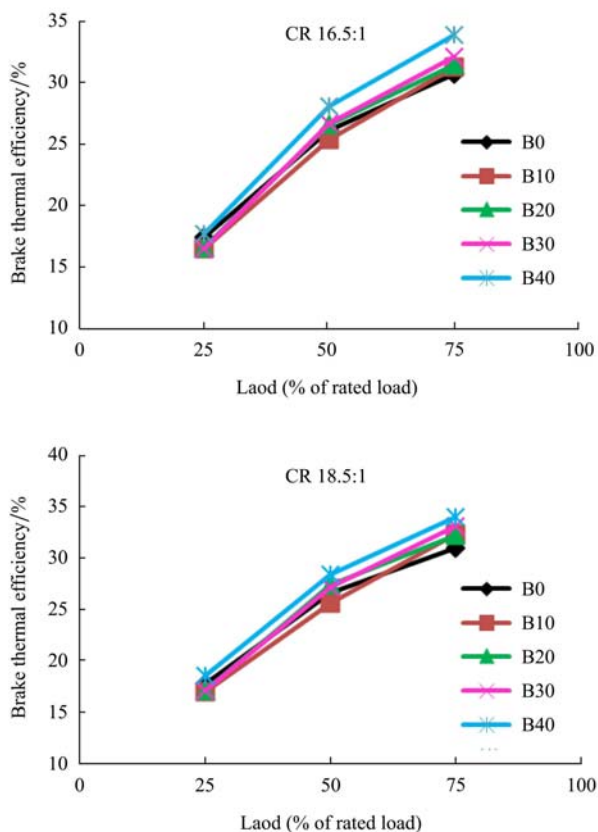 35
CR 16.5:1
30
25
20
15
10
Brake thermal efficiency/%
B0
B10
B20
B30
B40
0 25 50 75 100
Laod (% of rated load)
40
CR 18.5:1
35
30
25
20
15
10
Brake thermal efficiency/%
B0
B10
B20
B30
B40
...
0 25 50 75 100
Laod (% of rated load)